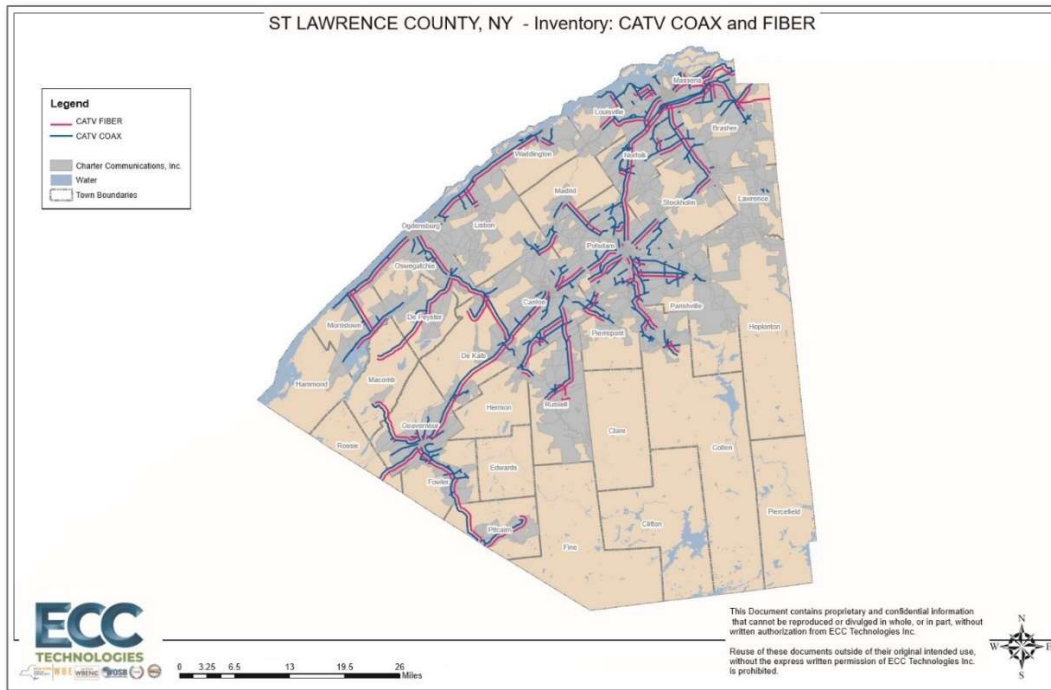 ST LAWRENCE COUNTY, NY - Inventory: CATV COAX and FIBER
Legend
CATV FIBER
CATV COAX
Charter Communications, Inc.
Water
Town Boundaries
Massena
Louisville
Brasher
Waddington
Norfolk
Madrid
Stockholm
Lawrence
Ogdensburg
Lisbon
Potsdam
Oswegatchie
Canton
Parishville
Morristown
De Peyster
Pierrepont
Hopkinton
De Kalb
Hammond
Macomb
Hermon
Russell
Gouverneur
Clare
Rossie
Colton
Edwards
Fowler
Piercefield
Pitcairn
Clifton
Fine
ECC
TECHNOLOGIES
WBENC
0 3.25 6.5 13 19.5 26
Miles
This Document contains proprietary and confidential information
that cannot be reproduced or divulged in whole, or in part, without
written authorization from ECC Technologies Inc.
Reuse of these documents outside of their original intended use,
without the express written permission of ECC Technologies Inc.
is prohibited.
N
W E
S